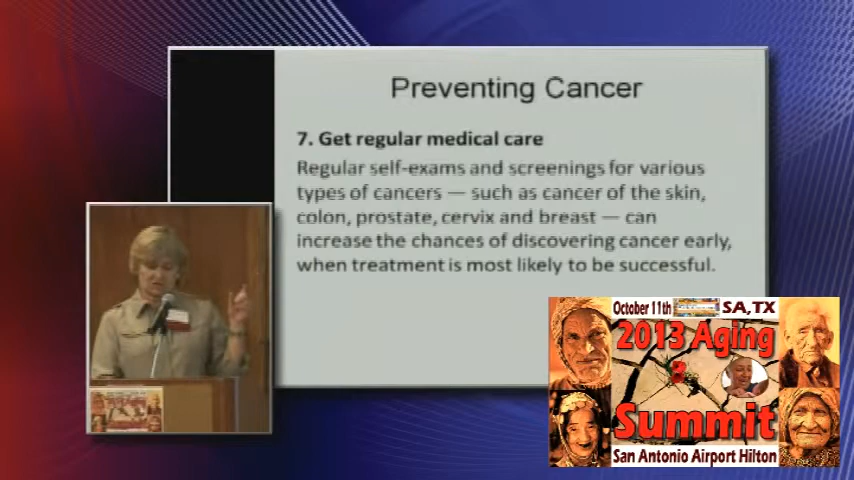 Preventing Cancer
7. Get regular medical care
Regular self-exams and screenings for various
types of cancers — such as cancer of the skin,
colon, prostate, cervix and breast — can
increase the chances of discovering cancer early,
when treatment is most likely to be successful.
October 11th SA,TX
2013 Aging
Summit
San Antonio Airport Hilton